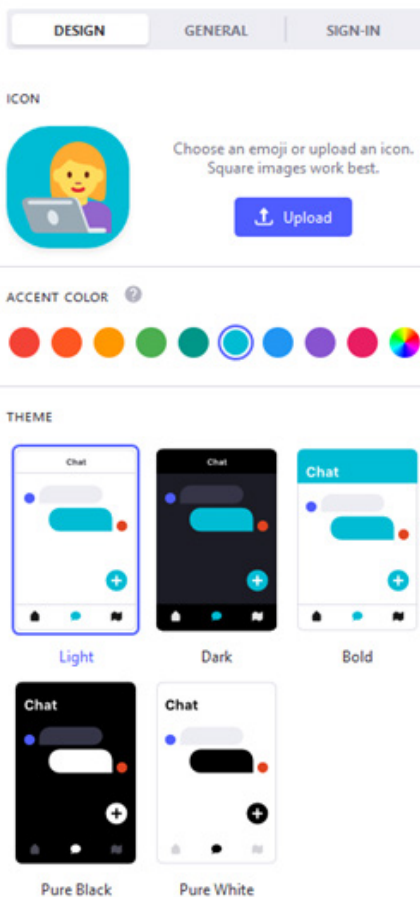 DESIGN GENERAL SIGN-IN
ICON
Choose an emoji or upload an icon.
Square images work best.
Upload
ACCENT COLOR ?
THEME
Chat Chat Chat
Light Dark Bold
Chat Chat
Pure Black Pure White